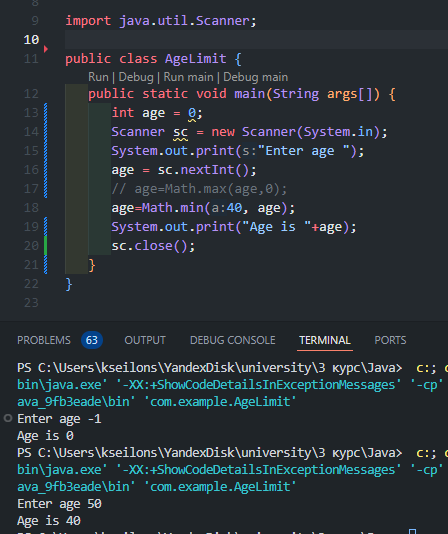 8
9 import java.util.Scanner;
10
11 public class AgeLimit {
Run | Debug | Run main | Debug main
12 public static void main(String args[]) {
13 int age = 0;
14 Scanner sc = new Scanner(System.in);
15 System.out.print(s:"Enter age ");
16 age = sc.nextInt();
17 // age=Math.max(age,0);
18 age=Math.min(a:40, age);
19 System.out.print("Age is "+age);
20 sc.close();
21 }
22 }
23
PROBLEMS 63 OUTPUT DEBUG CONSOLE TERMINAL PORTS
PS C:\Users\kseilons\YandexDisk\university\3 курс\Java> c:; c
bin\java.exe' '-XX:+ShowCodeDetailsInExceptionMessages' '-cp'
ava_9fb3eade\bin' 'com.example.AgeLimit'
Enter age -1
Age is 0
PS C:\Users\kseilons\YandexDisk\university\3 курс\Java> c:; c
bin\java.exe' '-XX:+ShowCodeDetailsInExceptionMessages' '-cp'
ava_9fb3eade\bin' 'com.example.AgeLimit'
Enter age 50
Age is 40